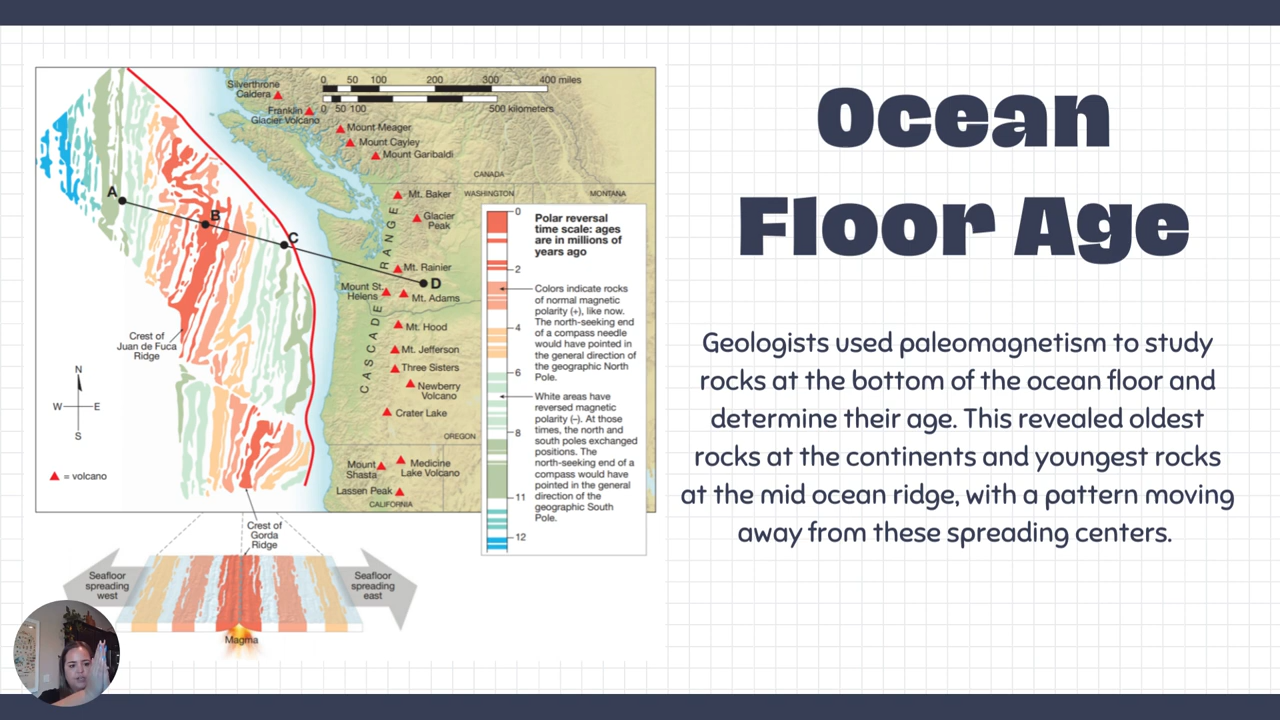 Ocean
Floor Age
Geologists used paleomagnetism to study
rocks at the bottom of the ocean floor and
determine their age. This revealed oldest
rocks at the continents and youngest rocks
at the mid ocean ridge, with a pattern moving
away from these spreading centers.
0 50 100 200 300 400 miles
0 50 100 500 kilometers
Silverthrone
Caldera
Franklin
Glacier Volcano
Mount Meager
Mount Cayley
Mount Garibaldi
CANADA
WASHINGTON
MONTANA
Mt. Baker
Glacier
Peak
A
B
C
D
CASCADE RANGE
Mt. Rainier
Mount St.
Helens
Mt. Adams
Mt. Hood
Mt. Jefferson
Three Sisters
Newberry
Volcano
Crater Lake
OREGON
Mount
Shasta
Medicine
Lake Volcano
Lassen Peak
CALIFORNIA
Crest of
Juan de Fuca
Ridge
N
W E
S
= volcano
Crest of
Gorda
Ridge
Seafloor
spreading
west
Seafloor
spreading
east
Magma
0
2
4
6
8
11
12
Polar reversal
time scale: ages
are in millions of
years ago
Colors indicate rocks
of normal magnetic
polarity (+), like now.
The north-seeking end
of a compass needle
would have pointed in
the general direction of
the geographic North
Pole.
White areas have
reversed magnetic
polarity (–). At those
times, the north and
south poles exchanged
positions. The
north-seeking end of a
compass would have
pointed in the general
direction of the
geographic South
Pole.